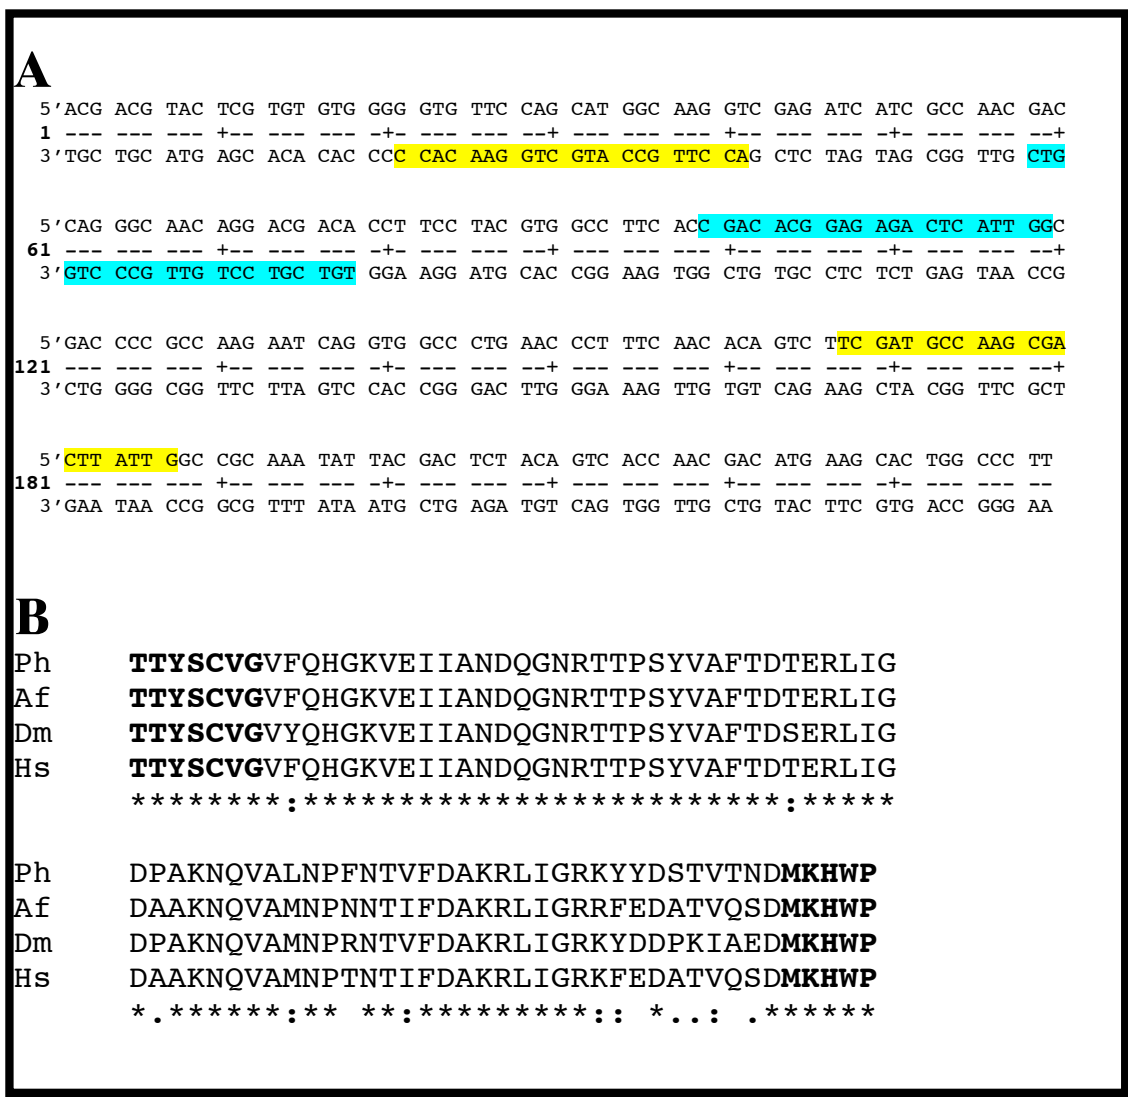 A
5’ACG ACG TAC TCG TGT GTG GGG GTG TTC CAG CAT GGC AAG GTC GAG ATC ATC GCC AAC GAC
1 --- --- --- +-- --- --- --+- --- --- --+ --- --- --- +-- --- --- --+- --- --- --+
3’TGC TGC ATG AGC ACA CAC CCC CCAC AAG GTC GTA CCG TTC CAG CTC TAG TAG CGG TTG CTG
5’CAG GGC AAC AGG ACG ACA CCT TCC TAC GTG GCC TTC ACC GAC ACG GAG AGA CTC ATT GGC
61 --- --- --- +-- --- --- --+- --- --- --+ --- --- --- +-- --- --- --+- --- --- --+
3’GTC CCG TTG TCC TGC TGT GGA AGG ATG CAC CGG AAG TGG CTG TGC CTC TCT GAG TAA CCG
5’GAC CCC GCC AAG AAT CAG GTG GCC CTG AAC CCT TTC AAC ACA GTC TTC GAT GCC AAG CGA
121 --- --- --- +-- --- --- --+- --- --- --+ --- --- --- +-- --- --- --+- --- --- --+
3’CTG GGG CGG TTC TTA GTC CAC CGG GAC TTG GGA AAG TTG TGT CAG AAG CTA CGG TTC GCT
5’CTT ATT GGC CGC AAA TAT TAC GAC TCT ACA GTC ACC AAC GAC ATG AAG CAC TGG CCC TT
181 --- --- --- +-- --- --- --+- --- --- --+ --- --- --- +-- --- --- --+- --- --- --
3’GAA TAA CCG GCG TTT ATA ATG CTG AGA TGT CAG TGG TTG CTG TAC TTC GTG ACC GGG AA
B
Ph TTYSCVGVFQHGKVEIIANDQGNRTTPSYVAFTDTERLIG
Af TTYSCVGVFQHGKVEIIANDQGNRTTPSYVAFTDTERLIG
Dm TTYSCVGVYQHGKVEIIANDQGNRTTPSYVAFTDSERLIG
Hs TTYSCVGVFQHGKVEIIANDQGNRTTPSYVAFTDTERLIG
********:*************************:*****
Ph DPAKNQVALNPFNTVFDAKRLIGRKYYDSTVTNDMKHWP
Af DAAKNQVAMNPNNTIFDAKRLIGRRFEDATVQSDMKHWP
Dm DPAKNQVAMNPRNTVFDAKRLIGRKYDDPKIAEDMKHWP
Hs DAAKNQVAMNPTNTIFDAKRLIGRKFEDATVQSDMKHWP
*.******:** **:*********:: *..: .******